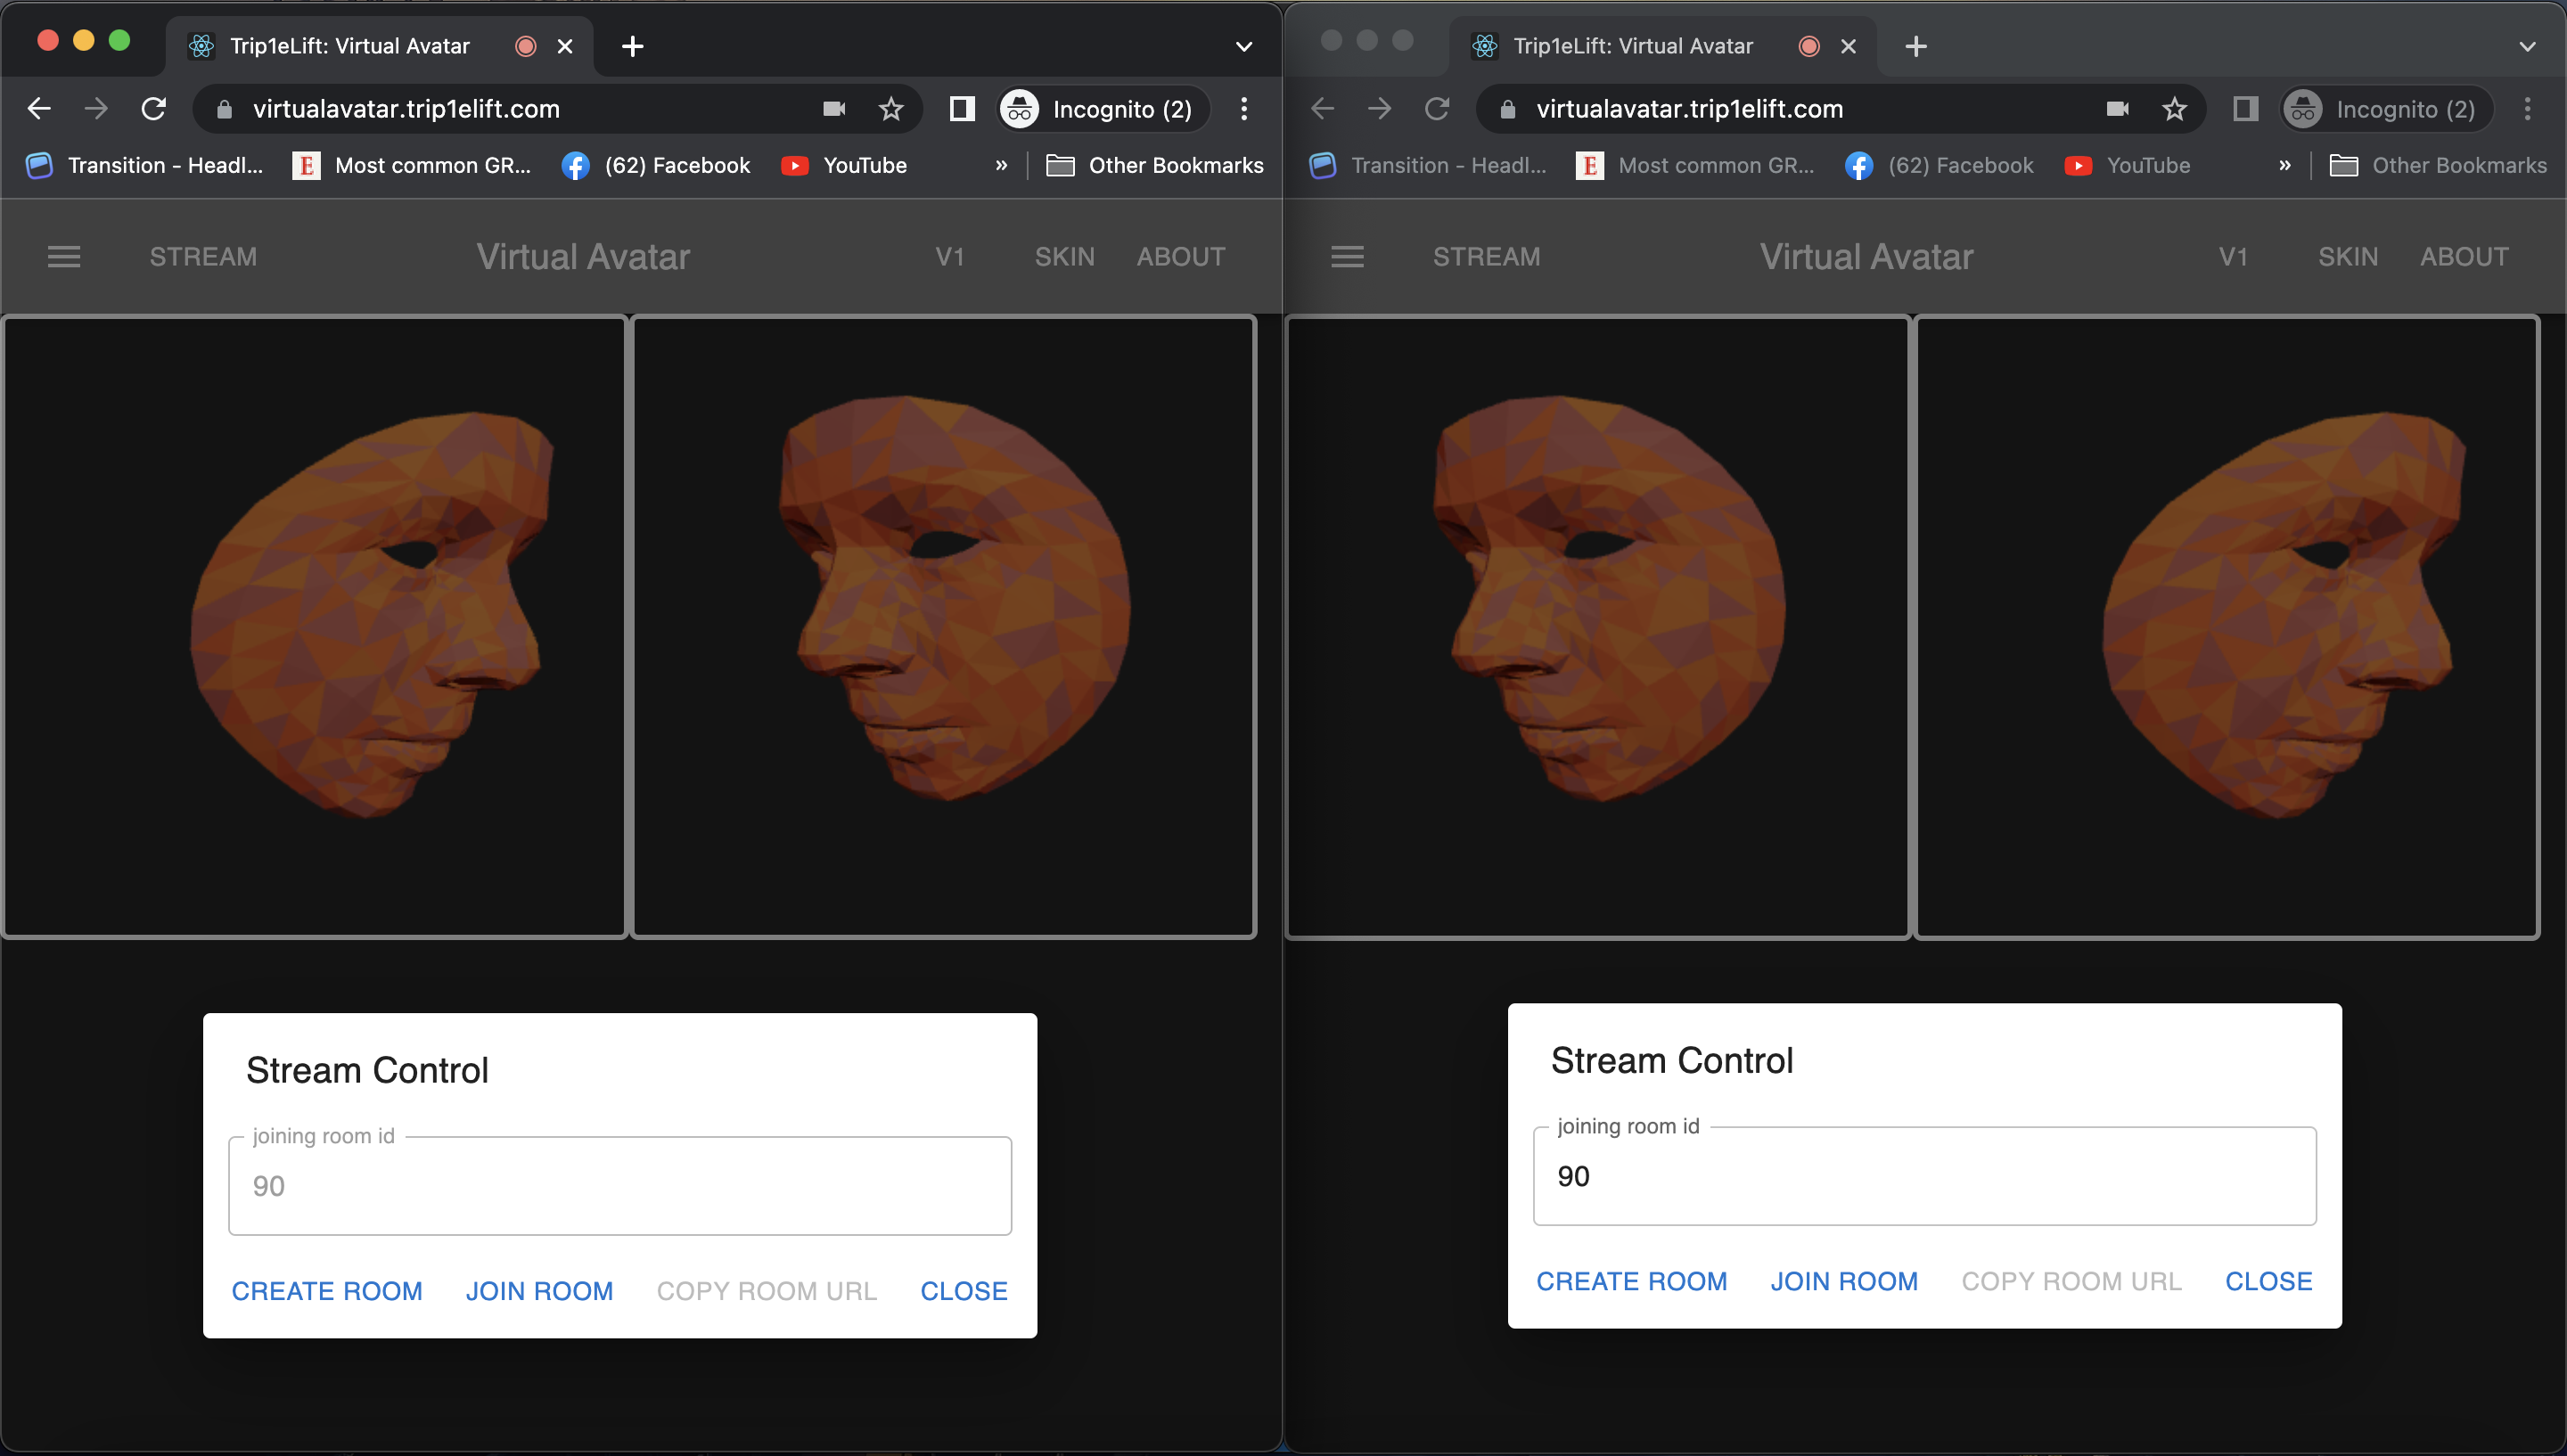 Trip1eLift: Virtual Avatar
virtualavatar.trip1elift.com
Incognito (2)
Transition - Headl...
E Most common GR...
(62) Facebook
YouTube
» Other Bookmarks
STREAM
Virtual Avatar
V1
SKIN
ABOUT
Stream Control
joining room id
90
CREATE ROOM
JOIN ROOM
COPY ROOM URL
CLOSE
Trip1eLift: Virtual Avatar
virtualavatar.trip1elift.com
Incognito (2)
Transition - Headl...
E Most common GR...
(62) Facebook
YouTube
» Other Bookmarks
STREAM
Virtual Avatar
V1
SKIN
ABOUT
Stream Control
joining room id
90
CREATE ROOM
JOIN ROOM
COPY ROOM URL
CLOSE